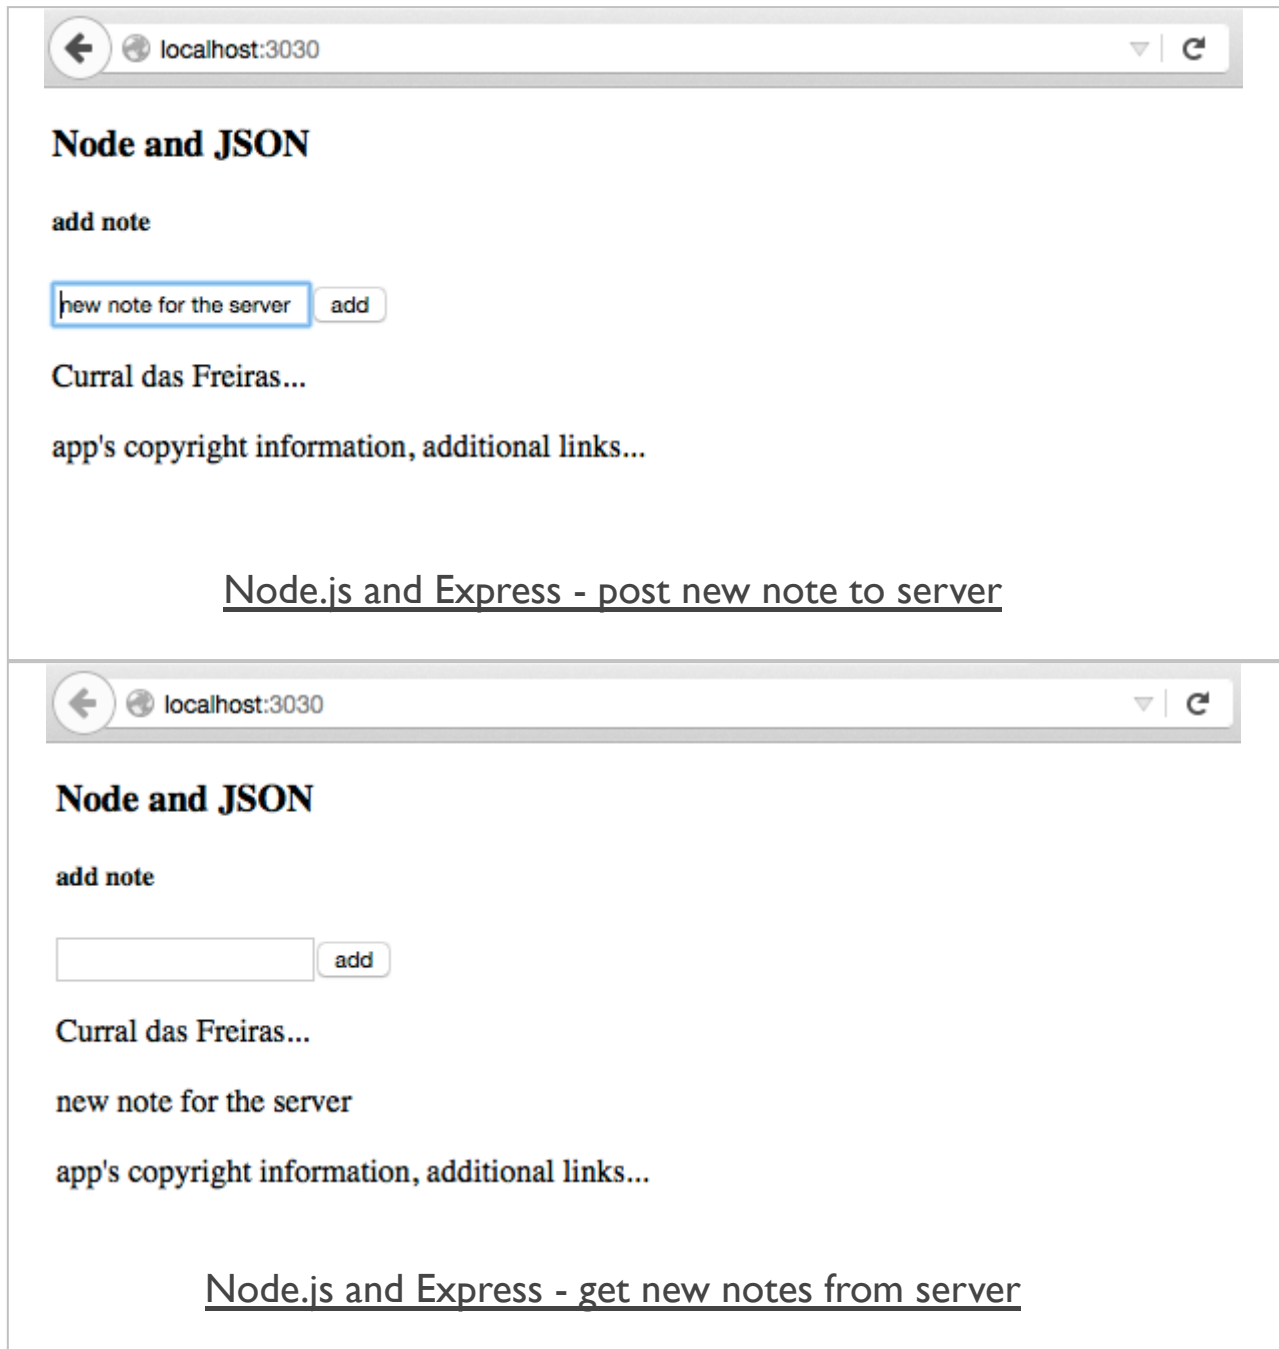 localhost:3030
Node and JSON
add note
new note for the server add
Curral das Freiras...
app's copyright information, additional links...
Node.js and Express - post new note to server
localhost:3030
Node and JSON
add note
add
Curral das Freiras...
new note for the server
app's copyright information, additional links...
Node.js and Express - get new notes from server